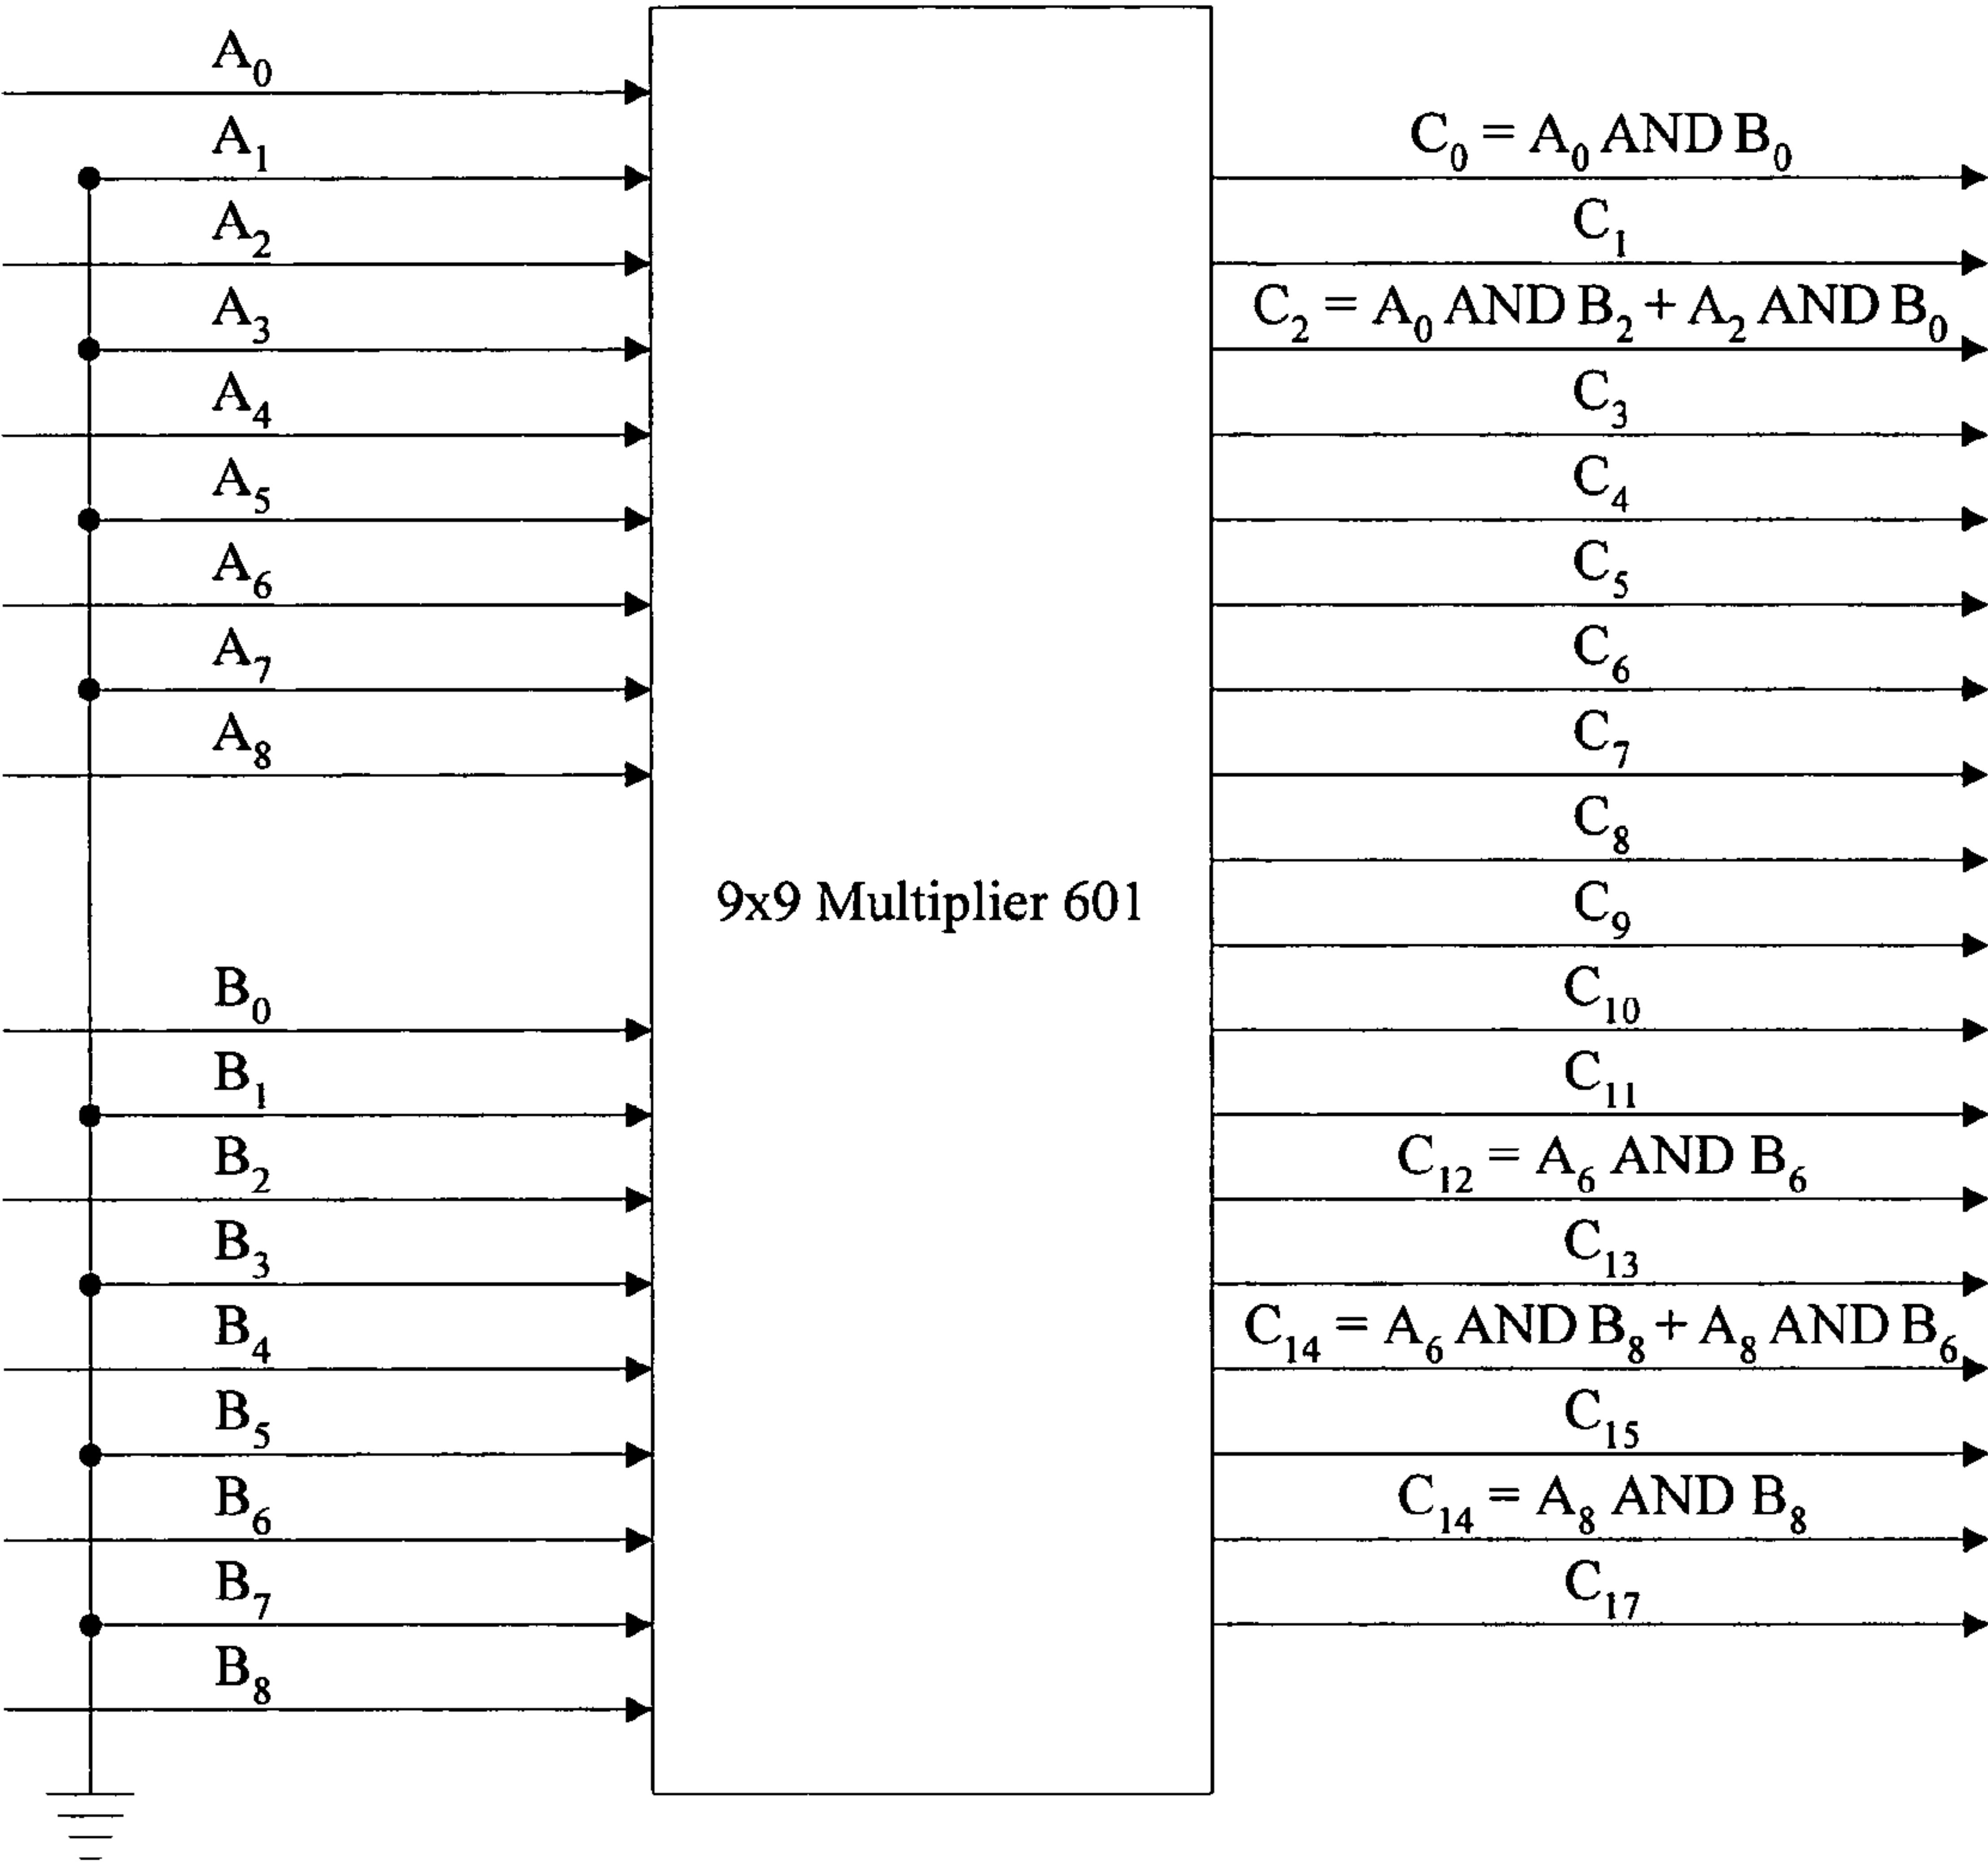 A₀
A₁
A₂
A₃
A₄
A₅
A₆
A₇
A₈
B₀
B₁
B₂
B₃
B₄
B₅
B₆
B₇
B₈
9x9 Multiplier 601
C₀ = A₀ AND B₀
C₁
C₂ = A₀ AND B₂ + A₂ AND B₀
C₃
C₄
C₅
C₆
C₇
C₈
C₉
C₁₀
C₁₁
C₁₂ = A₆ AND B₆
C₁₃
C₁₄ = A₆ AND B₈ + A₈ AND B₆
C₁₅
C₁₄ = A₈ AND B₈
C₁₇